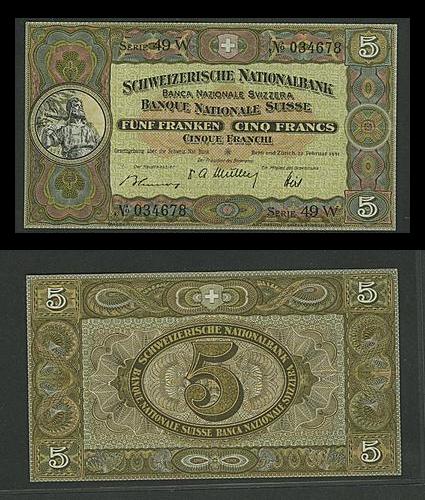 SERIE 49 W № 034678 5
SCHWEIZERISCHE NATIONALBANK
BANCA NAZIONALE SVIZZERA
BANQUE NATIONALE SUISSE
FÜNF FRANKEN CINQ FRANCS
CINQUE FRANCHI
Bern und Zürich, 22. Februar 1951
№ 034678 SERIE 49 W 5
5 5
SCHWEIZERISCHE NATIONALBANK
5
BANQUE NATIONALE SUISSE BANCA NAZIONALE SVIZZERA
5 5